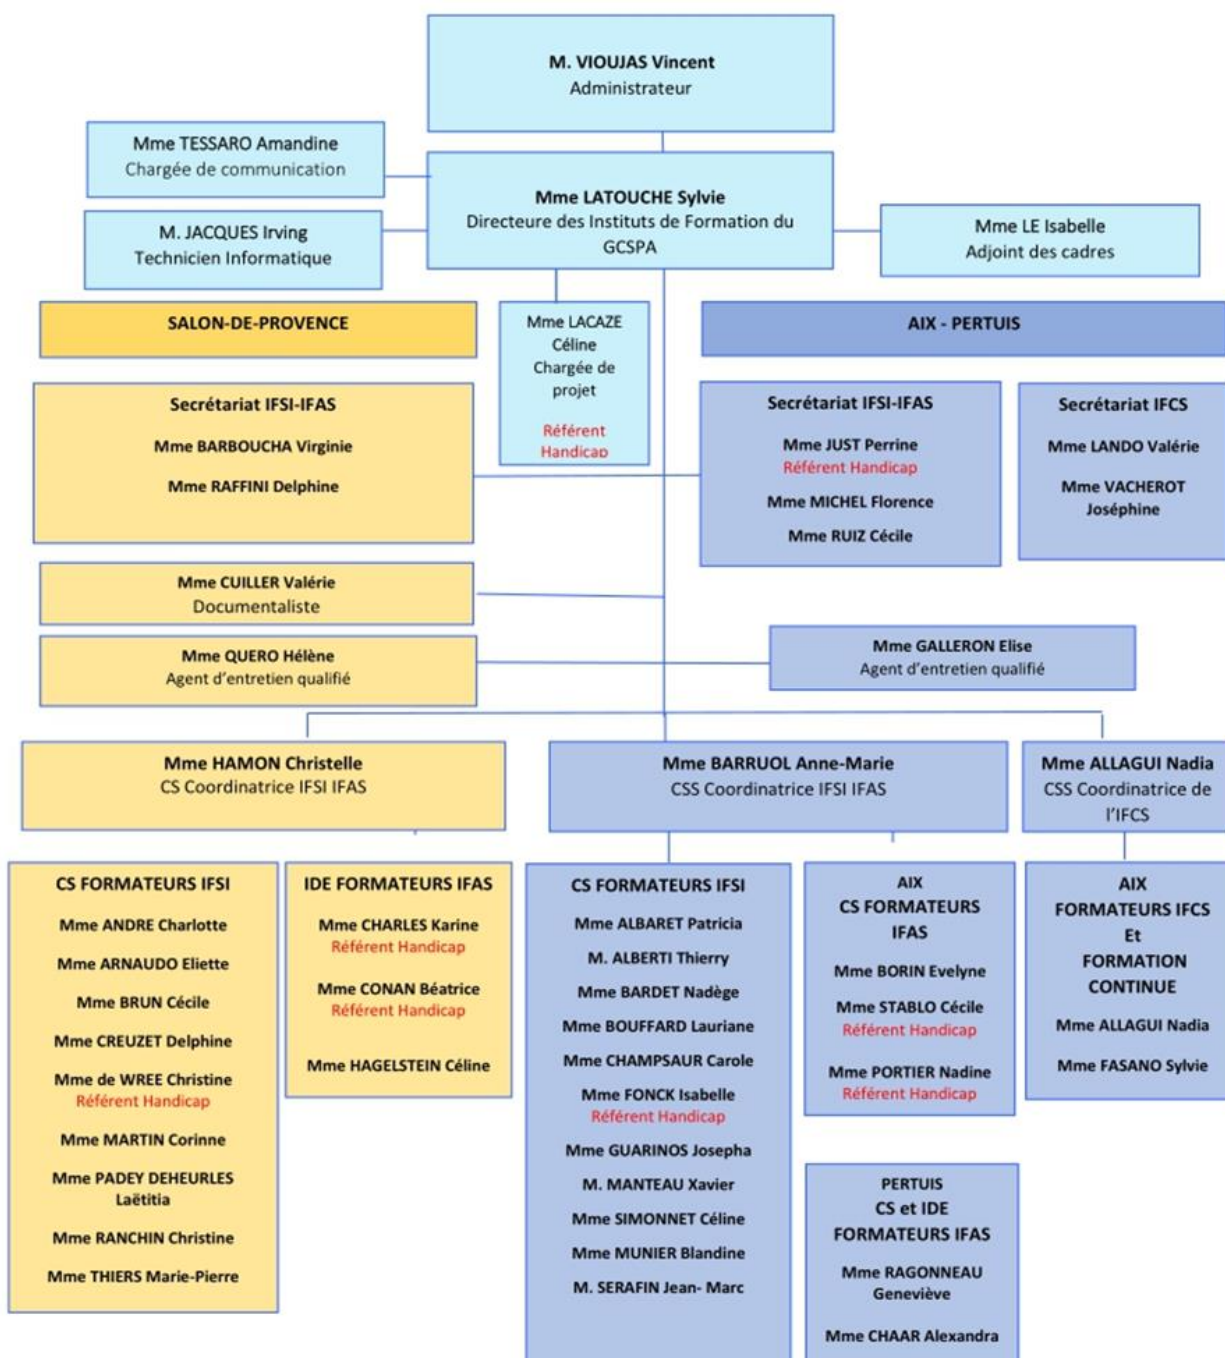 M. VIOUJAS Vincent
Administrateur
Mme TESSARO Amandine
Chargée de communication
Mme LATOUCHE Sylvie
Directeure des Instituts de Formation du
GCSPA
M. JACQUES Irving
Technicien Informatique
Mme LE Isabelle
Adjoint des cadres
SALON-DE-PROVENCE
Mme LACAZE
Céline
Chargée de
projet
Référent
Handicap
AIX - PERTUIS
Secrétariat IFSI-IFAS
Mme BARBOUCHA Virginie
Mme RAFFINI Delphine
Secrétariat IFSI-IFAS
Mme JUST Perrine
Référent Handicap
Mme MICHEL Florence
Mme RUIZ Cécile
Secrétariat IFCS
Mme LANDO Valérie
Mme VACHEROT
Joséphine
Mme CUILLER Valérie
Documentaliste
Mme QUERO Hélène
Agent d'entretien qualifié
Mme GALLERON Elise
Agent d'entretien qualifié
Mme HAMON Christelle
CS Coordinatrice IFSI IFAS
Mme BARRUOL Anne-Marie
CSS Coordinatrice IFSI IFAS
Mme ALLAGUI Nadia
CSS Coordinatrice de
l'IFCS
CS FORMATEURS IFSI
Mme ANDRE Charlotte
Mme ARNAUDO Eliette
Mme BRUN Cécile
Mme CREUZET Delphine
Mme de WREE Christine
Référent Handicap
Mme MARTIN Corinne
Mme PADEY DEHEURLES
Laëtitia
Mme RANCHIN Christine
Mme THIERS Marie-Pierre
IDE FORMATEURS IFAS
Mme CHARLES Karine
Référent Handicap
Mme CONAN Béatrice
Référent Handicap
Mme HAGELSTEIN Céline
CS FORMATEURS IFSI
Mme ALBARET Patricia
M. ALBERTI Thierry
Mme BARDET Nadège
Mme BOUFFARD Lauriane
Mme CHAMPSAUR Carole
Mme FONCK Isabelle
Référent Handicap
Mme GUARINOS Josepha
M. MANTEAU Xavier
Mme SIMONNET Céline
Mme MUNIER Blandine
M. SERAFIN Jean- Marc
AIX
CS FORMATEURS
IFAS
Mme BORIN Evelyne
Mme STABLO Cécile
Référent Handicap
Mme PORTIER Nadine
Référent Handicap
PERTUIS
CS et IDE
FORMATEURS IFAS
Mme RAGONNEAU
Geneviève
Mme CHAAR Alexandra
AIX
FORMATEURS IFCS
Et
FORMATION
CONTINUE
Mme ALLAGUI Nadia
Mme FASANO Sylvie